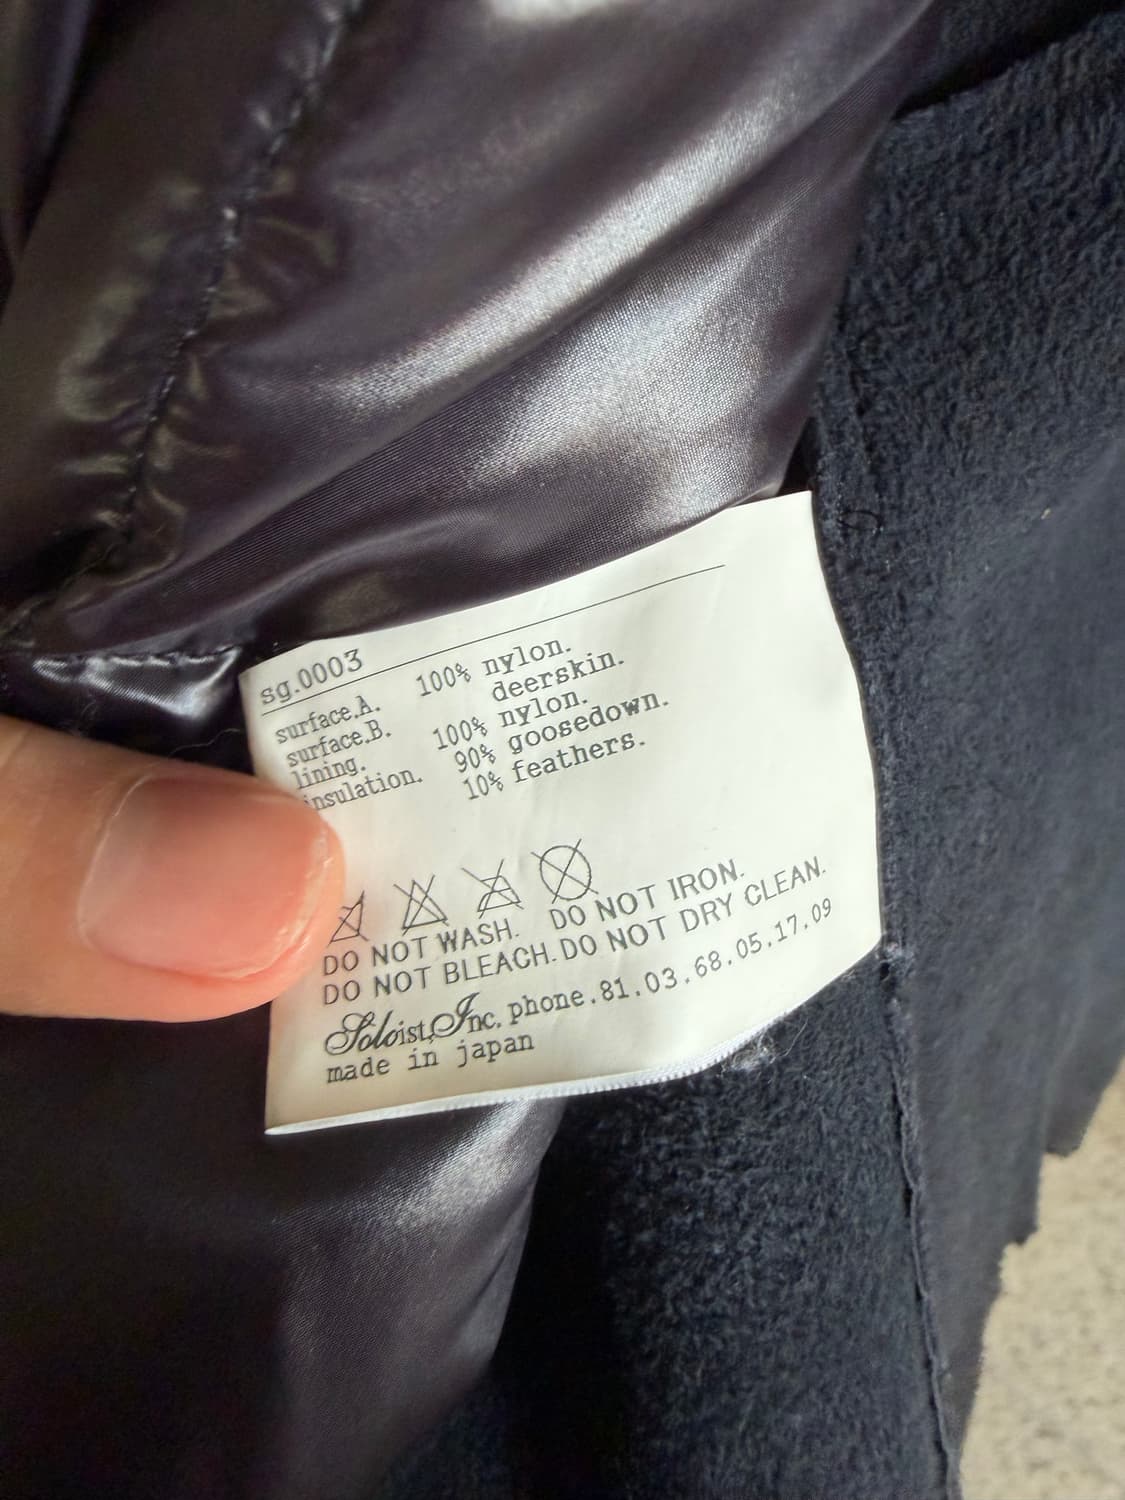 sg.0003
surface.A. 100% nylon.
surface.B. deerskin.
lining. 100% nylon.
insulation. 90% goosedown.
10% feathers.
DO NOT WASH. DO NOT IRON.
DO NOT BLEACH. DO NOT DRY CLEAN.
Soloist, Inc. phone.81.03.68.05.17.09
made in japan